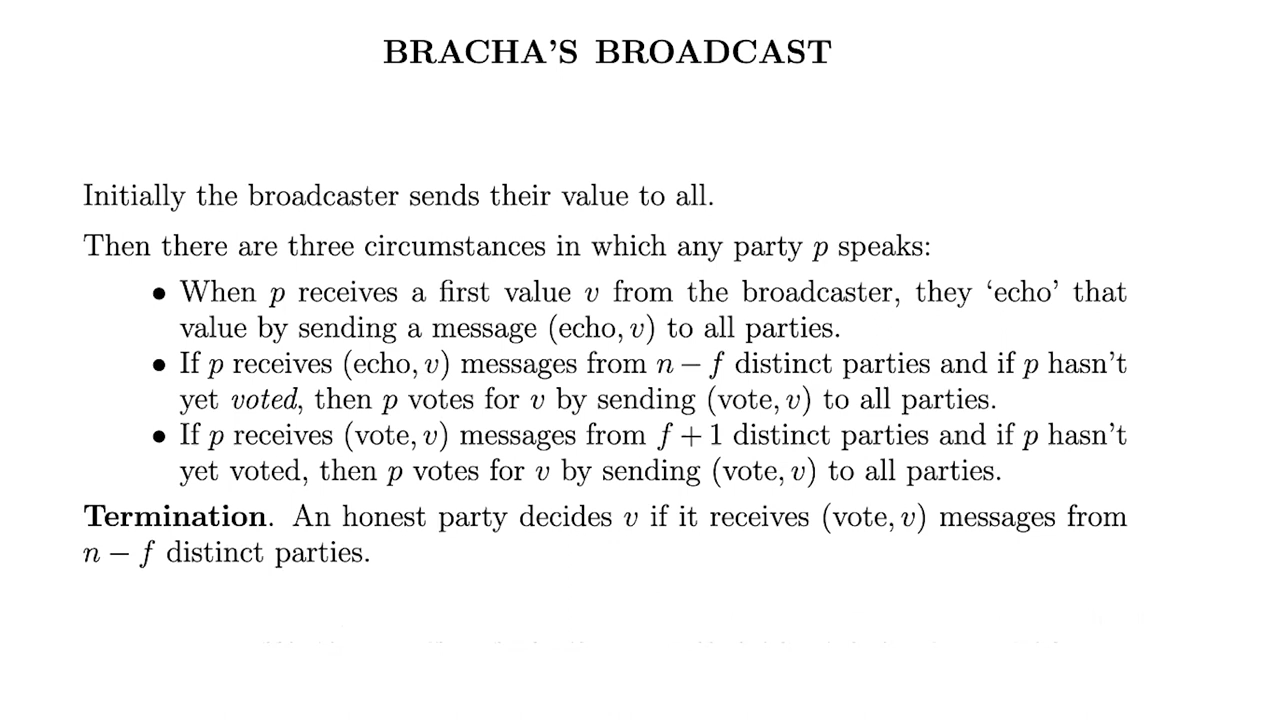 BRACHA'S BROADCAST
Initially the broadcaster sends their value to all.
Then there are three circumstances in which any party p speaks:
• When p receives a first value v from the broadcaster, they ‘echo’ that
value by sending a message (echo, v) to all parties.
• If p receives (echo, v) messages from n − f distinct parties and if p hasn’t
yet voted, then p votes for v by sending (vote, v) to all parties.
• If p receives (vote, v) messages from f + 1 distinct parties and if p hasn’t
yet voted, then p votes for v by sending (vote, v) to all parties.
Termination. An honest party decides v if it receives (vote, v) messages from
n − f distinct parties.